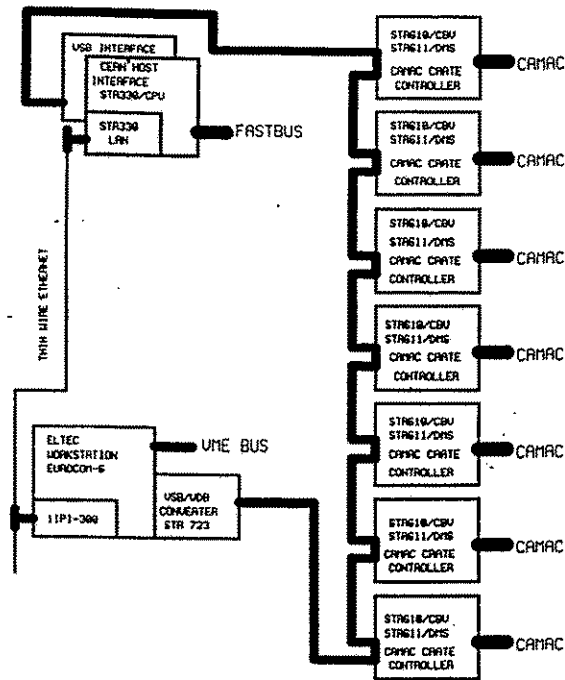 VSB INTERFACE
CERN HOST
INTERFACE
STR330/CPU
STR330
LAN
FASTBUS
THIN WIRE ETHERNET
ELTEC
WORKSTATION
EUROCOM-6
VME BUS
VSB/VDB
CONVERTER
STR 723
STR610/CBV
STR611/DMS
CAMAC CRATE
CONTROLLER
CAMAC
STR610/CBV
STR611/DMS
CAMAC CRATE
CONTROLLER
CAMAC
STR610/CBV
STR611/DMS
CAMAC CRATE
CONTROLLER
CAMAC
STR610/CBV
STR611/DMS
CAMAC CRATE
CONTROLLER
CAMAC
STR610/CBV
STR611/DMS
CAMAC CRATE
CONTROLLER
CAMAC
STR610/CBV
STR611/DMS
CAMAC CRATE
CONTROLLER
CAMAC
STR610/CBV
STR611/DMS
CAMAC CRATE
CONTROLLER
CAMAC